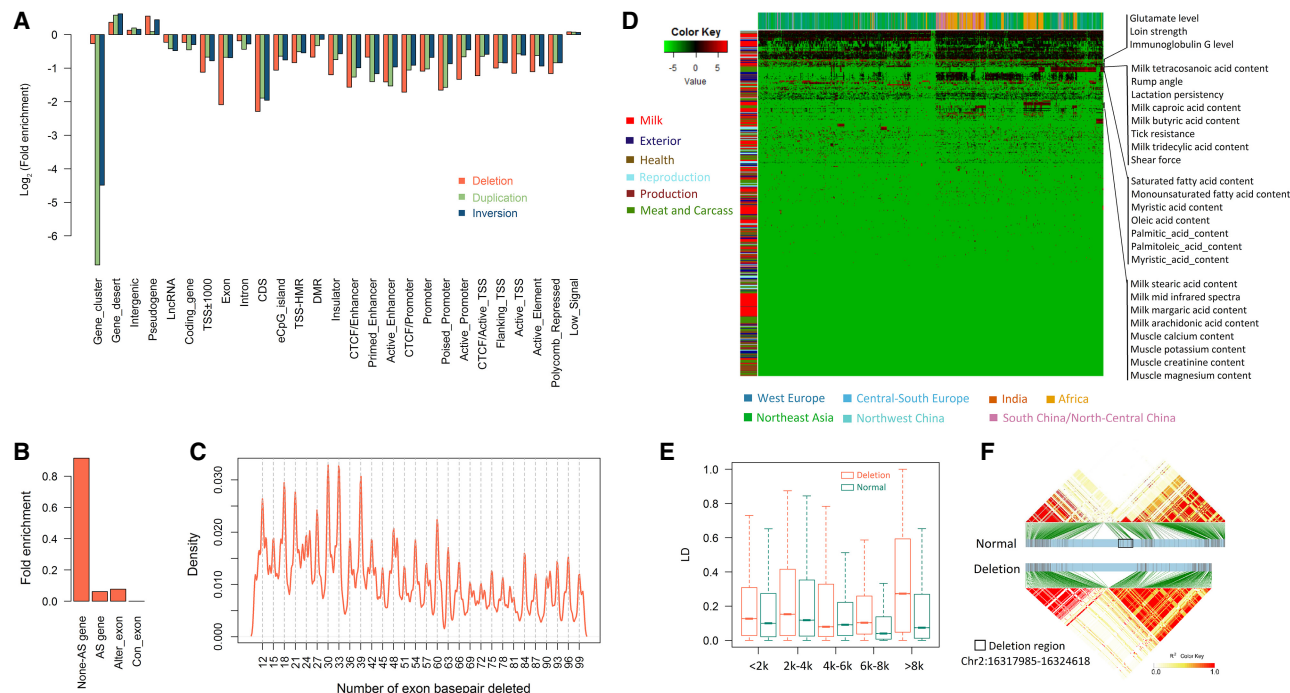 A
0
-1
-2
-3
-4
-5
-6
Log2 (Fold enrichment)
Deletion
Duplication
Inversion
Gene_cluster
Gene_desert
Intergenic
Pseudogene
LncRNA
Coding_gene
TSS±1000
Exon
Intron
CDS
eCpG_island
TSS-HMR
DMR
Insulator
CTCF/Enhancer
Primed_Enhancer
Active_Enhancer
CTCF/Promoter
Promoter
Poised_Promoter
Active_Promoter
CTCF/Active_TSS
Flanking_TSS
Active_TSS
Active_Element
Polycomb_Repressed
Low_Signal
D
Color Key
-5 0 5
Value
Milk
Exterior
Health
Reproduction
Production
Meat and Carcass
Glutamate level
Loin strength
Immunoglobulin G level
Milk tetracosanoic acid content
Rump angle
Lactation persistency
Milk caproic acid content
Milk butyric acid content
Tick resistance
Milk tridecylic acid content
Shear force
Saturated fatty acid content
Monounsaturated fatty acid content
Myristic acid content
Oleic acid content
Palmitic_acid_content
Palmitoleic_acid_content
Myristic_acid_content
Milk stearic acid content
Milk mid infrared spectra
Milk margaric acid content
Milk arachidonic acid content
Muscle calcium content
Muscle potassium content
Muscle creatinine content
Muscle magnesium content
West Europe Central-South Europe India Africa
Northeast Asia Northwest China South China/North-Central China
B
Fold enrichment
0.8
0.6
0.4
0.2
0.0
None-AS gene
AS gene
Alter_exon
Con_exon
C
Density
0.030
0.020
0.010
0.000
12 15 18 21 24 27 30 33 36 39 42 45 48 51 54 57 60 63 66 69 72 75 78 81 84 87 90 93 96 99
Number of exon basepair deleted
E
LD
1.0
0.8
0.6
0.4
0.2
0.0
Deletion
Normal
<2k 2k-4k 4k-6k 6k-8k >8k
F
Normal
Deletion
Deletion region
Chr2:16317985-16324618
R2 Color Key
0.0 1.0